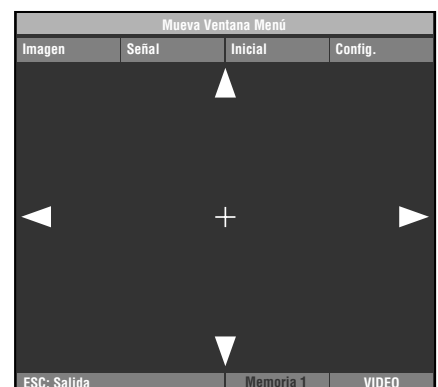 Mueva Ventana Menú
Imagen Señal Inicial Config.
ESC: Salida Memoria 1 VIDEO